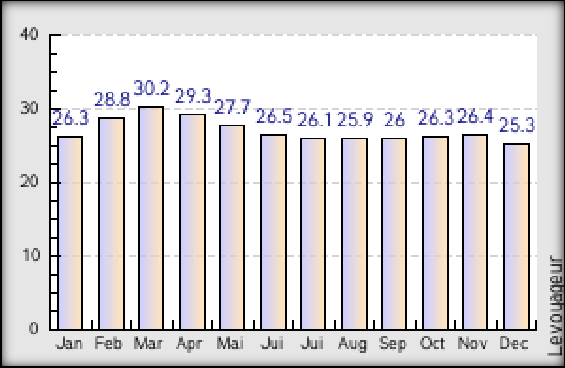 40
30
20
10
0
26.3 28.8 30.2 29.3 27.7 26.5 26.1 25.9 26 26.3 26.4 25.3
Jan Feb Mar Apr Mai Jui Jui Aug Sep Oct Nov Dec
Levoyageur